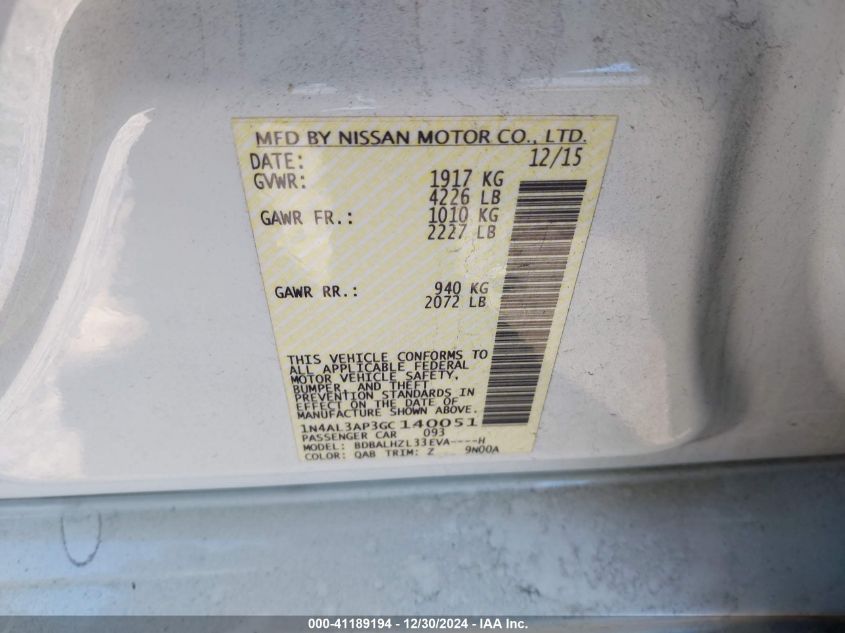 MFD BY NISSAN MOTOR CO., LTD.
DATE: 12/15
GVWR: 1917 KG
4226 LB
GAWR FR.: 1010 KG
2227 LB
GAWR RR.: 940 KG
2072 LB
THIS VEHICLE CONFORMS TO
ALL APPLICABLE FEDERAL
MOTOR VEHICLE SAFETY,
BUMPER, AND THEFT
PREVENTION STANDARDS IN
EFFECT ON THE DATE OF
MANUFACTURE SHOWN ABOVE.
1N4AL3AP3GC140051
PASSENGER CAR 093
MODEL: BDBALHZL33EVA----H
COLOR: QAB TRIM: Z 9N00A
000-41189194 - 12/30/2024 - IAA Inc.